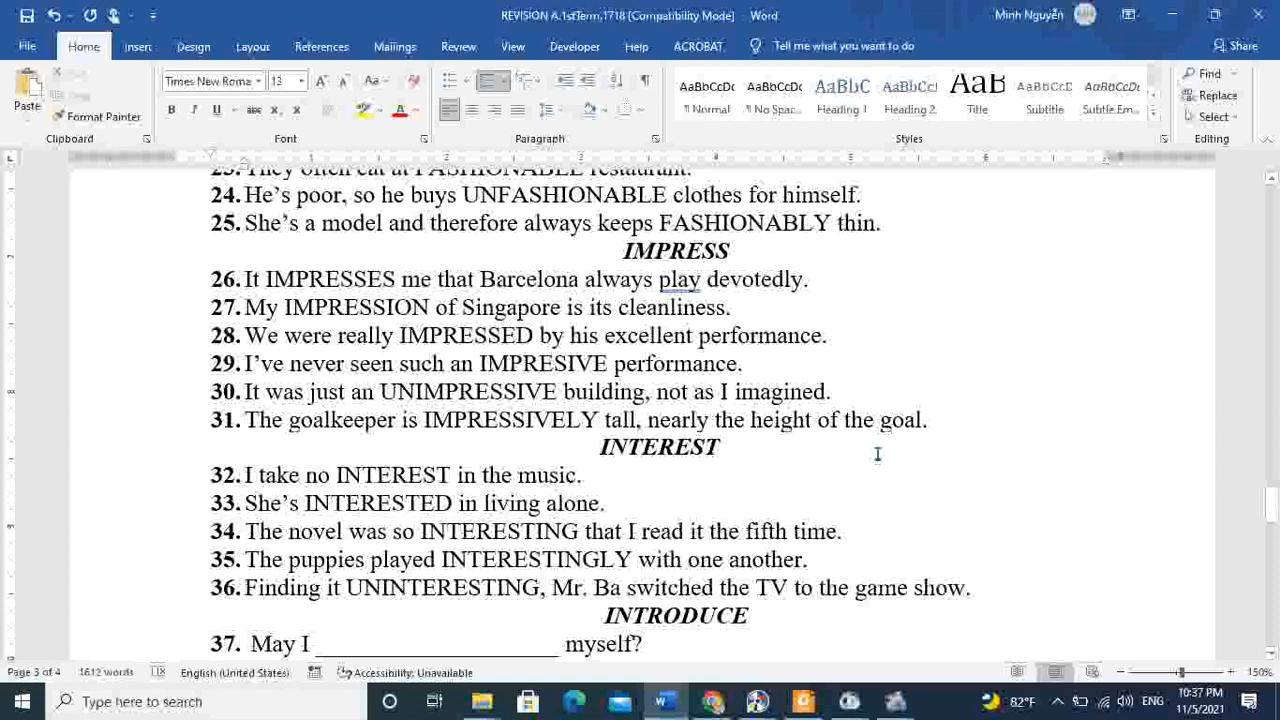 REVISION A.1stTerm.1718 [Compatibility Mode] - Word
Minh Nguyễn
File Home Insert Design Layout References Mailings Review View Developer Help ACROBAT Tell me what you want to do Share
Times New Roma 13 A A Aa
AaBbCcDc AaBbCcDc AaBbC AaBbCcI AaB AaBbCcD AaBbCcDc
Find
Replace
Select
Paste Format Painter
B I U abc x x A
¶ Normal ¶ No Spac... Heading 1 Heading 2 Title Subtitle Subtle Em...
Clipboard Font Paragraph Styles Editing
23. They often eat at FASHIONABLE restaurant.
24. He's poor, so he buys UNFASHIONABLE clothes for himself.
25. She's a model and therefore always keeps FASHIONABLY thin.
IMPRESS
26. It IMPRESSES me that Barcelona always play devotedly.
27. My IMPRESSION of Singapore is its cleanliness.
28. We were really IMPRESSED by his excellent performance.
29. I've never seen such an IMPRESIVE performance.
30. It was just an UNIMPRESSIVE building, not as I imagined.
31. The goalkeeper is IMPRESSIVELY tall, nearly the height of the goal.
INTEREST
32. I take no INTEREST in the music.
33. She's INTERESTED in living alone.
34. The novel was so INTERESTING that I read it the fifth time.
35. The puppies played INTERESTINGLY with one another.
36. Finding it UNINTERESTING, Mr. Ba switched the TV to the game show.
INTRODUCE
37. May I ____________________ myself?
Page 3 of 4 1612 words English (United States) Accessibility: Unavailable 150%
Type here to search
82°F ENG
10:37 PM
11/5/2021